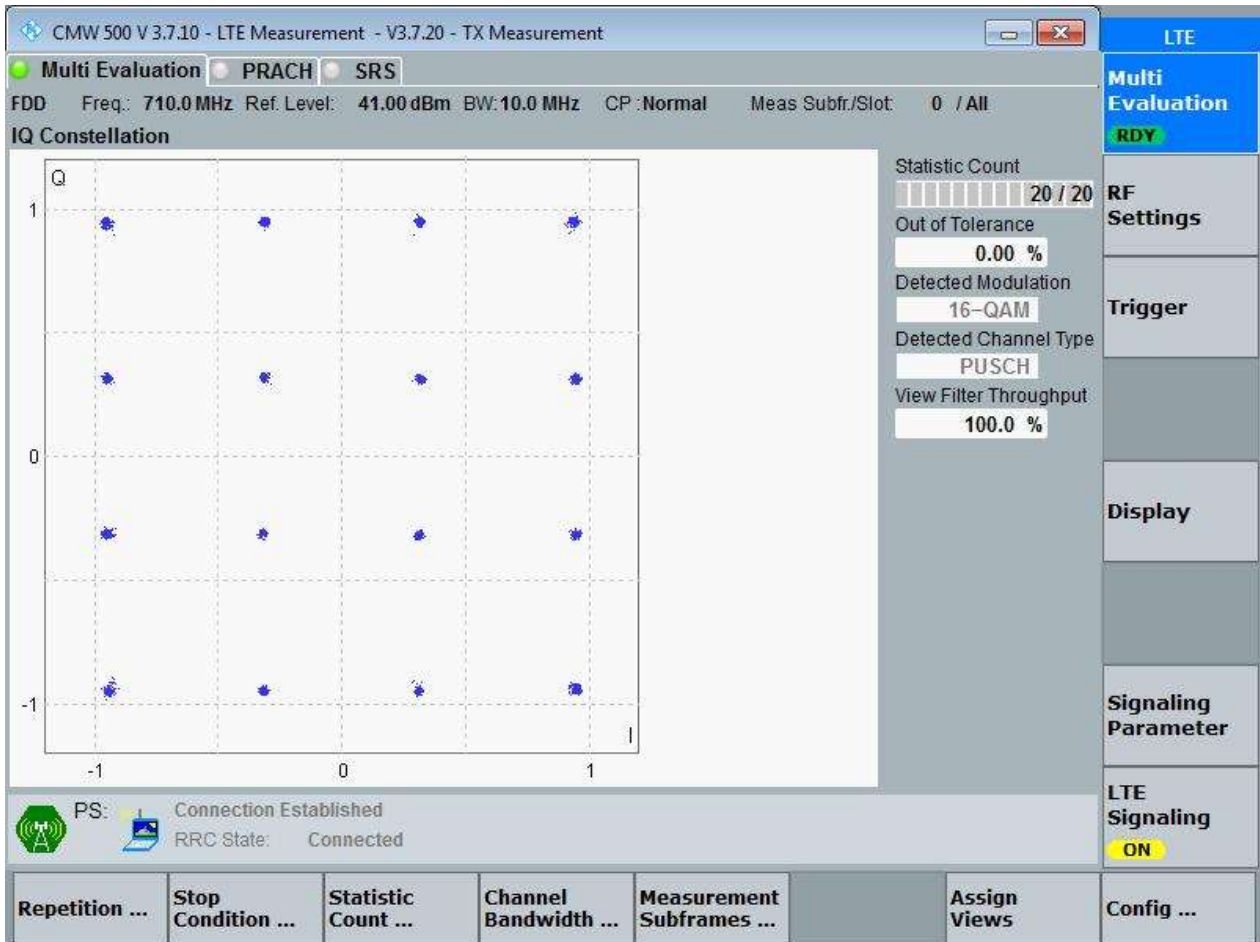 CMW 500 V 3.7.10 - LTE Measurement - V3.7.20 - TX Measurement
LTE
Multi Evaluation PRACH SRS
FDD Freq.: 710.0 MHz Ref. Level: 41.00 dBm BW: 10.0 MHz CP : Normal Meas Subfr./Slot: 0 / All
IQ Constellation
Q
1
0
-1
I
-1 0 1
Statistic Count
20 / 20
Out of Tolerance
0.00 %
Detected Modulation
16-QAM
Detected Channel Type
PUSCH
View Filter Throughput
100.0 %
Multi
Evaluation
RDY
RF
Settings
Trigger
Display
Signaling
Parameter
LTE
Signaling
ON
PS: Connection Established
RRC State: Connected
Repetition ...
Stop
Condition ...
Statistic
Count ...
Channel
Bandwidth ...
Measurement
Subframes ...
Assign
Views
Config ...